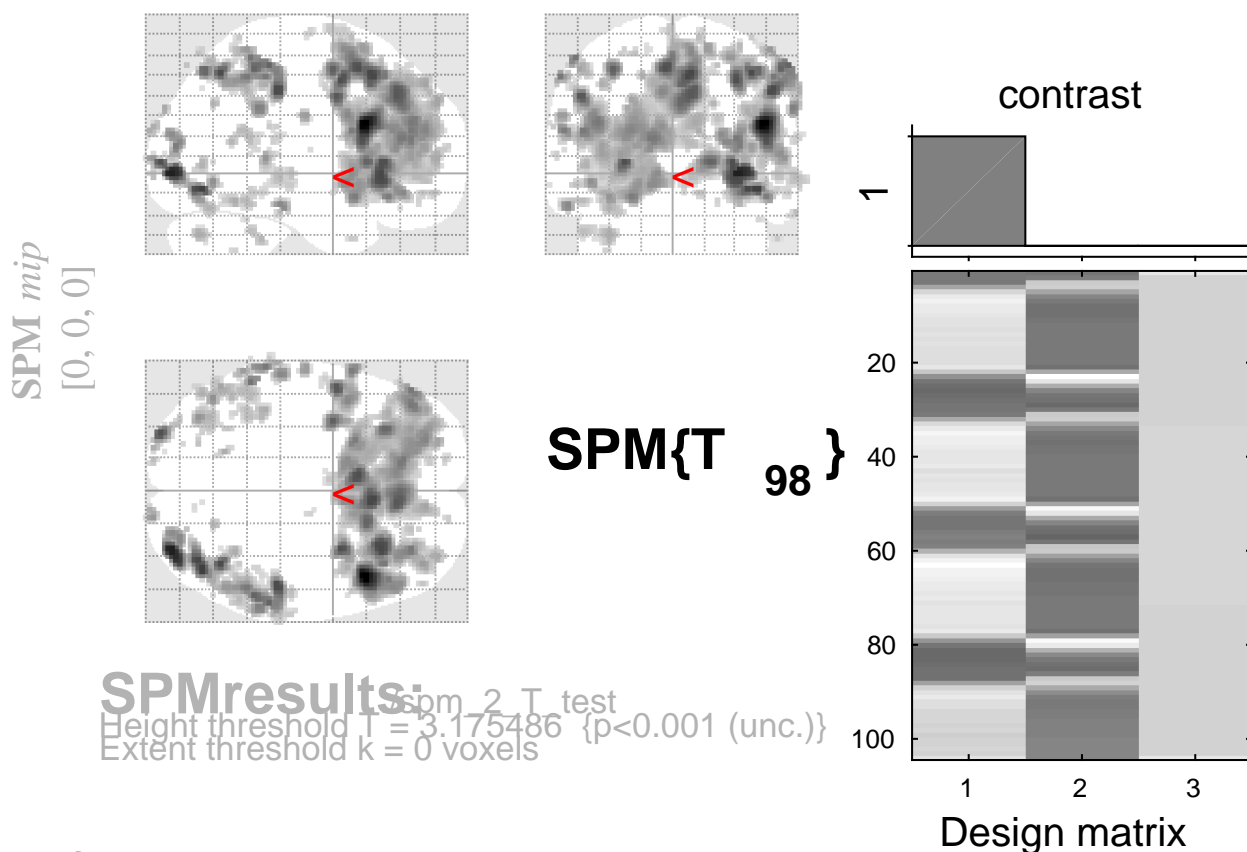 SPM mip
[0, 0, 0]
<
<
<
SPM{T 98 }
SPMresults: ./spm_2_T_test
Height threshold T = 3.175486 {p<0.001 (unc.)}
Extent threshold k = 0 voxels
contrast
1
20
40
60
80
100
1 2 3
Design matrix